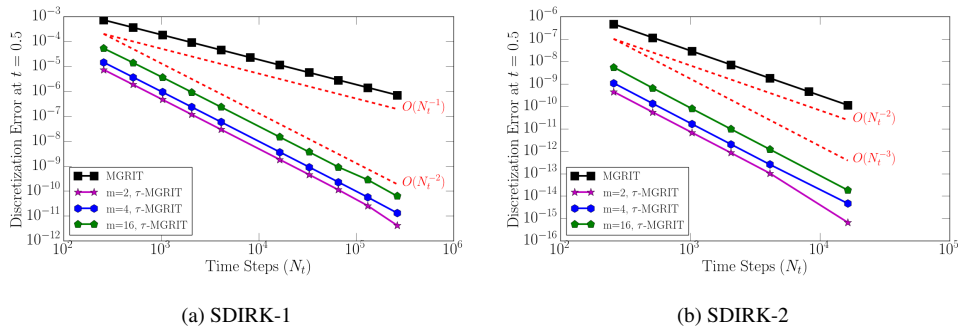 10^{-3}
10^{-4}
10^{-5}
10^{-6}
10^{-7}
10^{-8}
10^{-9}
10^{-10}
10^{-11}
10^{-12}
Discretization Error at t = 0.5
O(N_t^{-1})
O(N_t^{-2})
MGRIT
m=2, τ-MGRIT
m=4, τ-MGRIT
m=16, τ-MGRIT
10^2 10^3 10^4 10^5 10^6
Time Steps (N_t)
(a) SDIRK-1
10^{-6}
10^{-7}
10^{-8}
10^{-9}
10^{-10}
10^{-11}
10^{-12}
10^{-13}
10^{-14}
10^{-15}
10^{-16}
Discretization Error at t = 0.5
O(N_t^{-2})
O(N_t^{-3})
MGRIT
m=2, τ-MGRIT
m=4, τ-MGRIT
m=16, τ-MGRIT
10^2 10^3 10^4 10^5
Time Steps (N_t)
(b) SDIRK-2